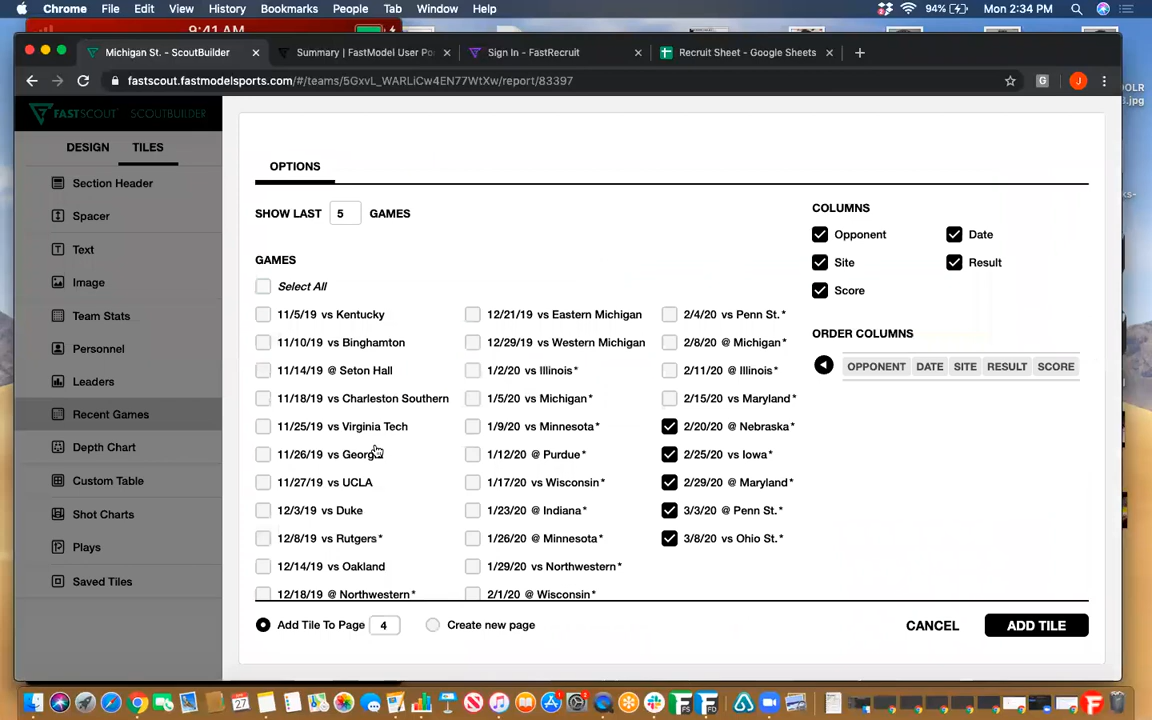 Chrome File Edit View History Bookmarks People Tab Window Help 94% Mon 2:34 PM
9:41 AM
Michigan St. - ScoutBuilder Summary | FastModel User Po Sign In - FastRecruit Recruit Sheet - Google Sheets
fastscout.fastmodelsports.com/#/teams/5GxvL_WARLiCw4EN77WtXw/report/83397 G J
FASTSCOUT SCOUTBUILDER
DESIGN TILES
Section Header
Spacer
Text
Image
Team Stats
Personnel
Leaders
Recent Games
Depth Chart
Custom Table
Shot Charts
Plays
Saved Tiles
OPTIONS
SHOW LAST 5 GAMES
GAMES
Select All
11/5/19 vs Kentucky
11/10/19 vs Binghamton
11/14/19 @ Seton Hall
11/18/19 vs Charleston Southern
11/25/19 vs Virginia Tech
11/26/19 vs Georgia
11/27/19 vs UCLA
12/3/19 vs Duke
12/8/19 vs Rutgers*
12/14/19 vs Oakland
12/18/19 @ Northwestern*
12/21/19 vs Eastern Michigan
12/29/19 vs Western Michigan
1/2/20 vs Illinois*
1/5/20 vs Michigan*
1/9/20 vs Minnesota*
1/12/20 @ Purdue*
1/17/20 vs Wisconsin*
1/23/20 @ Indiana*
1/26/20 @ Minnesota*
1/29/20 vs Northwestern*
2/1/20 @ Wisconsin*
2/4/20 vs Penn St.*
2/8/20 @ Michigan*
2/11/20 @ Illinois*
2/15/20 vs Maryland*
2/20/20 @ Nebraska*
2/25/20 vs Iowa*
2/29/20 @ Maryland*
3/3/20 @ Penn St.*
3/8/20 vs Ohio St.*
COLUMNS
Opponent Date
Site Result
Score
ORDER COLUMNS
OPPONENT DATE SITE RESULT SCORE
Add Tile To Page 4 Create new page
CANCEL ADD TILE